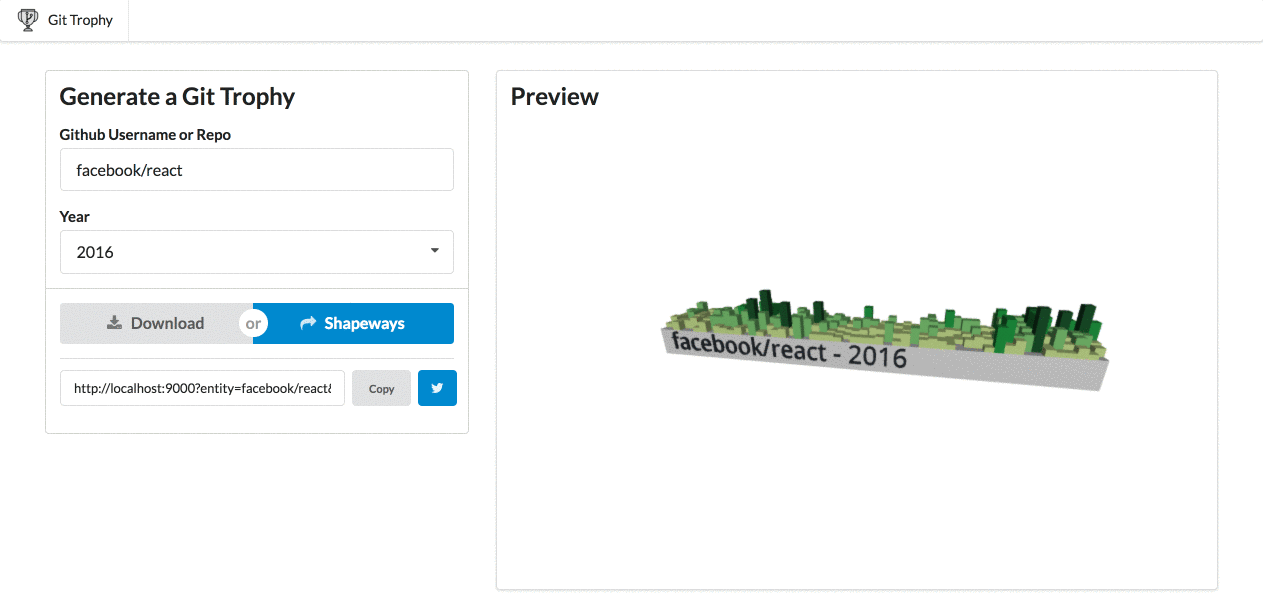 Git Trophy
Generate a Git Trophy
Github Username or Repo
facebook/react
Year
2016
Download or Shapeways
http://localhost:9000?entity=facebook/react&
Copy
Preview
facebook/react - 2016